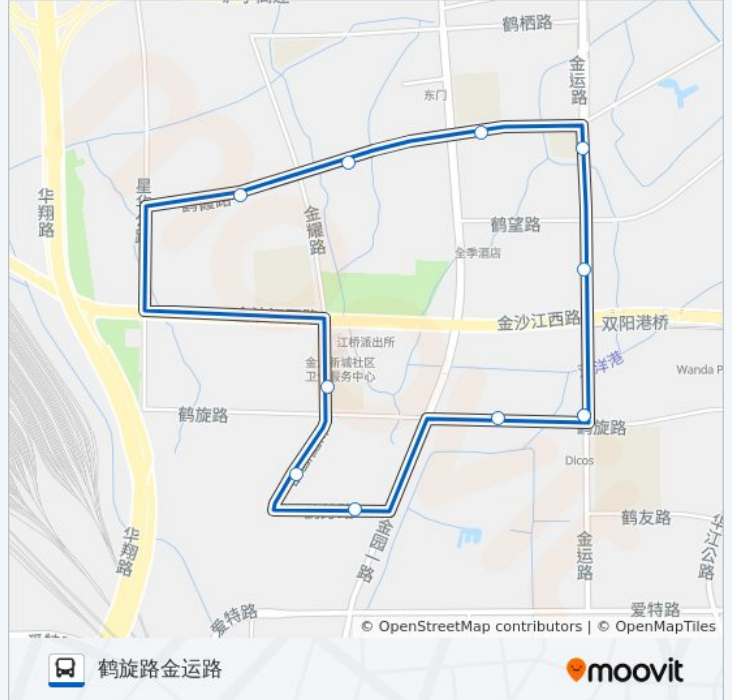 鹤栖路
金运路
东门
华翔路
金耀路
鹤望路
全季酒店
金沙江西路
双阳港桥
江桥派出所
Wanda P
鹤旋路
鹤旋路
Dicos
鹤友路
华江公路
华翔路
金园一路
金运路
爱特路
爱特路
© OpenStreetMap contributors | © OpenMapTiles
鹤旋路金运路
moovit